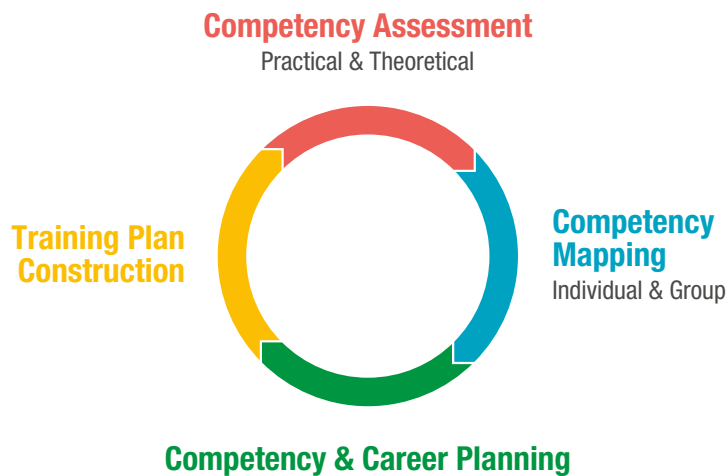 Competency Assessment
Practical & Theoretical
Training Plan
Construction
Competency
Mapping
Individual & Group
Competency & Career Planning